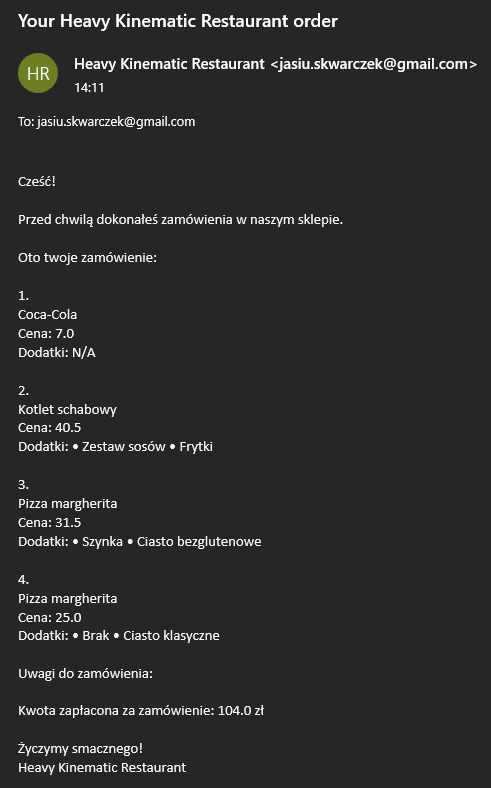 Your Heavy Kinematic Restaurant order
HR
Heavy Kinematic Restaurant <jasiu.skwarczek@gmail.com>
14:11
To: jasiu.skwarczek@gmail.com
Cześć!
Przed chwilą dokonałeś zamówienia w naszym sklepie.
Oto twoje zamówienie:
1.
Coca-Cola
Cena: 7.0
Dodatki: N/A
2.
Kotlet schabowy
Cena: 40.5
Dodatki: • Zestaw sosów • Frytki
3.
Pizza margherita
Cena: 31.5
Dodatki: • Szynka • Ciasto bezglutenowe
4.
Pizza margherita
Cena: 25.0
Dodatki: • Brak • Ciasto klasyczne
Uwagi do zamówienia:
Kwota zapłacona za zamówienie: 104.0 zł
Życzymy smacznego!
Heavy Kinematic Restaurant